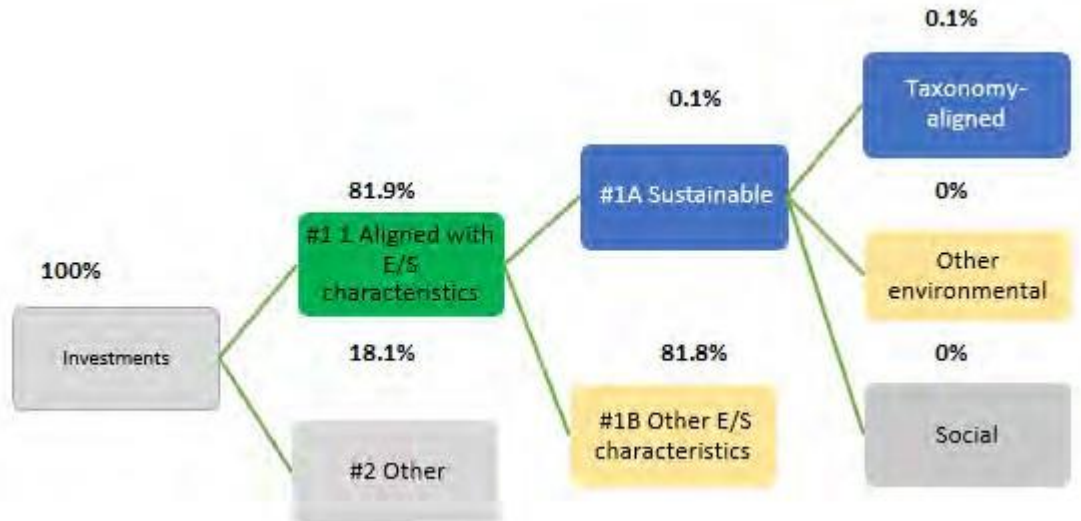 100%
Investments
81.9%
#1 1 Aligned with
E/S
characteristics
18.1%
#2 Other
0.1%
#1A Sustainable
81.8%
#1B Other E/S
characteristics
0.1%
Taxonomy-
aligned
0%
Other
environmental
0%
Social